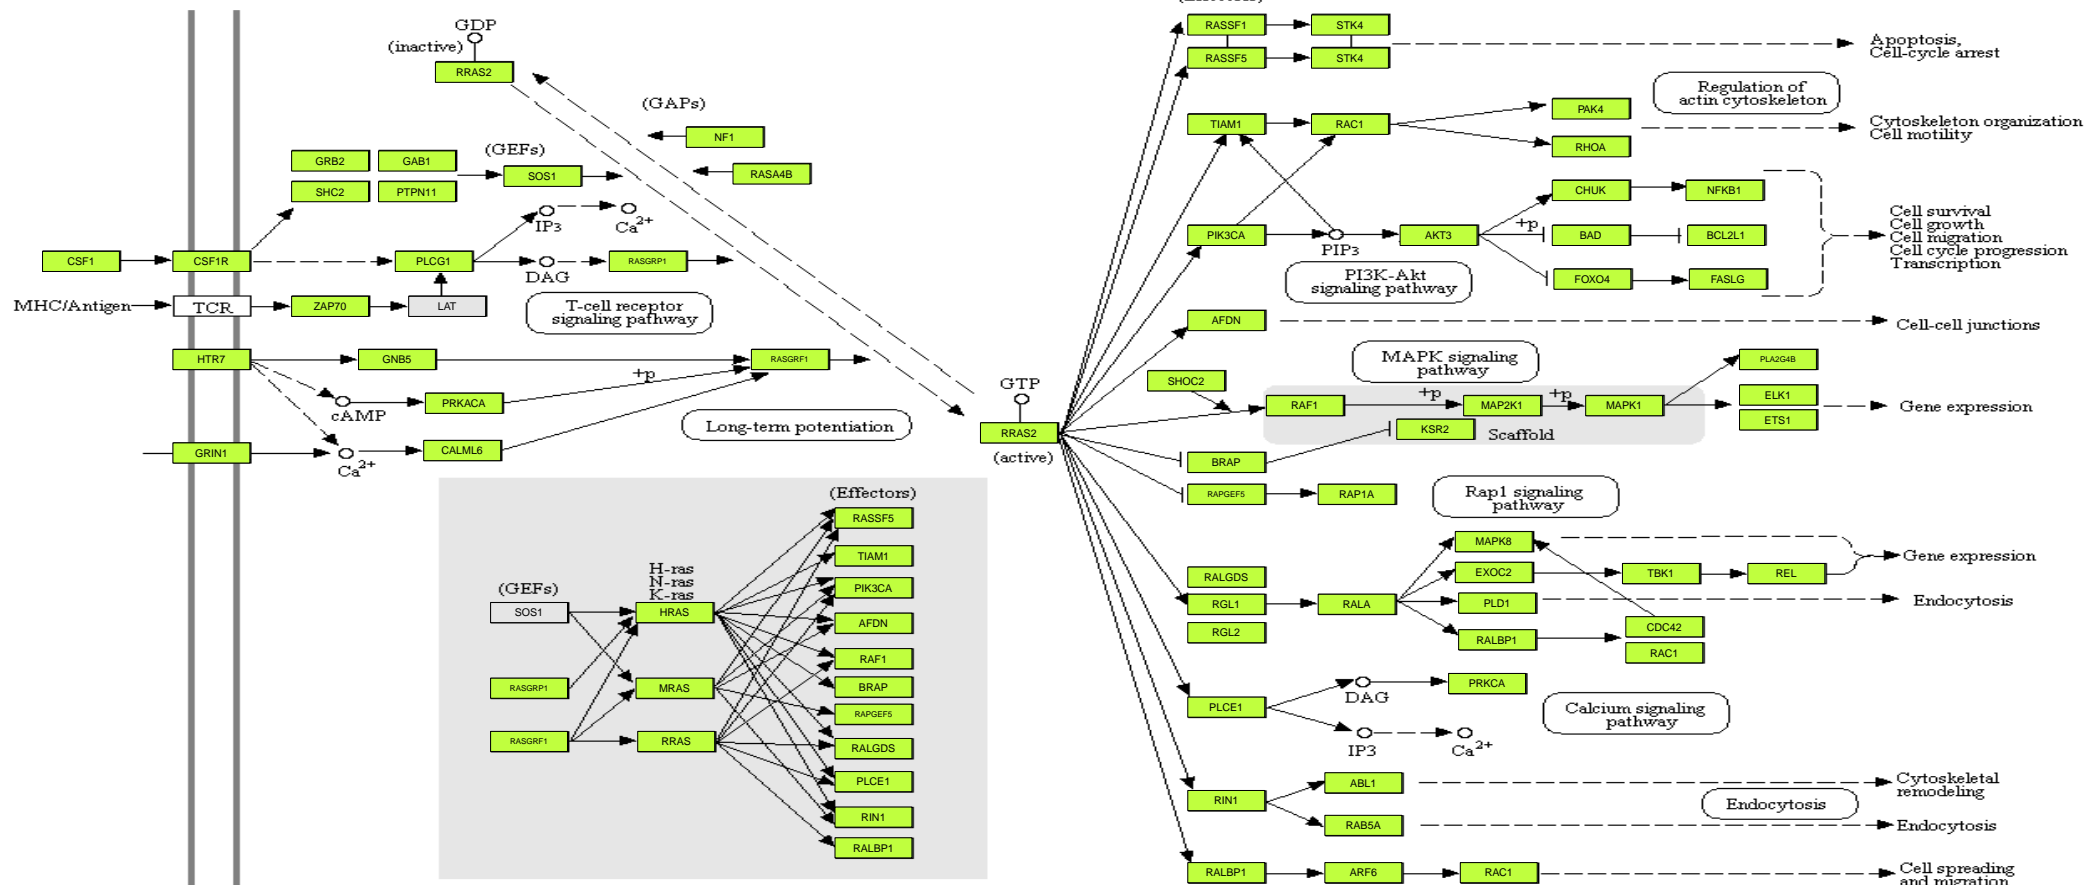 GDP
(inactive)
RRAS2
(GAPs)
NF1
RASA4B
(GEFs)
GRB2
GAB1
SHC2
PTPN11
SOS1
IP3
Ca2+
CSF1
CSF1R
PLCG1
DAG
RASGRP1
MHC/Antigen
TCR
ZAP70
LAT
T-cell receptor
signaling pathway
HTR7
GNB5
RASGRF1
+p
cAMP
PRKACA
Long-term potentiation
GRIN1
Ca2+
CALML6
GTP
RRAS2
(active)
(Effectors)
RASSF5
TIAM1
PIK3CA
AFDN
RAF1
BRAP
RAPGEF5
RALGDS
PLCE1
RIN1
RALBP1
H-ras
N-ras
K-ras
(GEFs)
SOS1
HRAS
RASGRP1
MRAS
RASGRF1
RRAS
RASSF1
STK4
RASSF5
STK4
Apoptosis,
Cell-cycle arrest
Regulation of
actin cytoskeleton
TIAM1
RAC1
PAK4
RHOA
Cytoskeleton organization
Cell motility
CHUK
NFKB1
PIK3CA
PIP3
AKT3
+p
BAD
BCL2L1
FOXO4
FASLG
Cell survival
Cell growth
Cell migration
Cell cycle progression
Transcription
PI3K-Akt
signaling pathway
AFDN
Cell-cell junctions
MAPK signaling
pathway
SHOC2
RAF1
+p
MAP2K1
+p
MAPK1
PLA2G4B
ELK1
ETS1
Gene expression
KSR2
Scaffold
BRAP
RAPGEF5
RAP1A
Rap1 signaling
pathway
MAPK8
Gene expression
RALGDS
EXOC2
TBK1
REL
RGL1
RALA
PLD1
Endocytosis
RGL2
RALBP1
CDC42
RAC1
PLCE1
DAG
PRKCA
IP3
Ca2+
Calcium signaling
pathway
RIN1
ABL1
Cytoskeletal
remodeling
Endocytosis
RAB5A
Endocytosis
RALBP1
ARF6
RAC1
Cell spreading
and migration